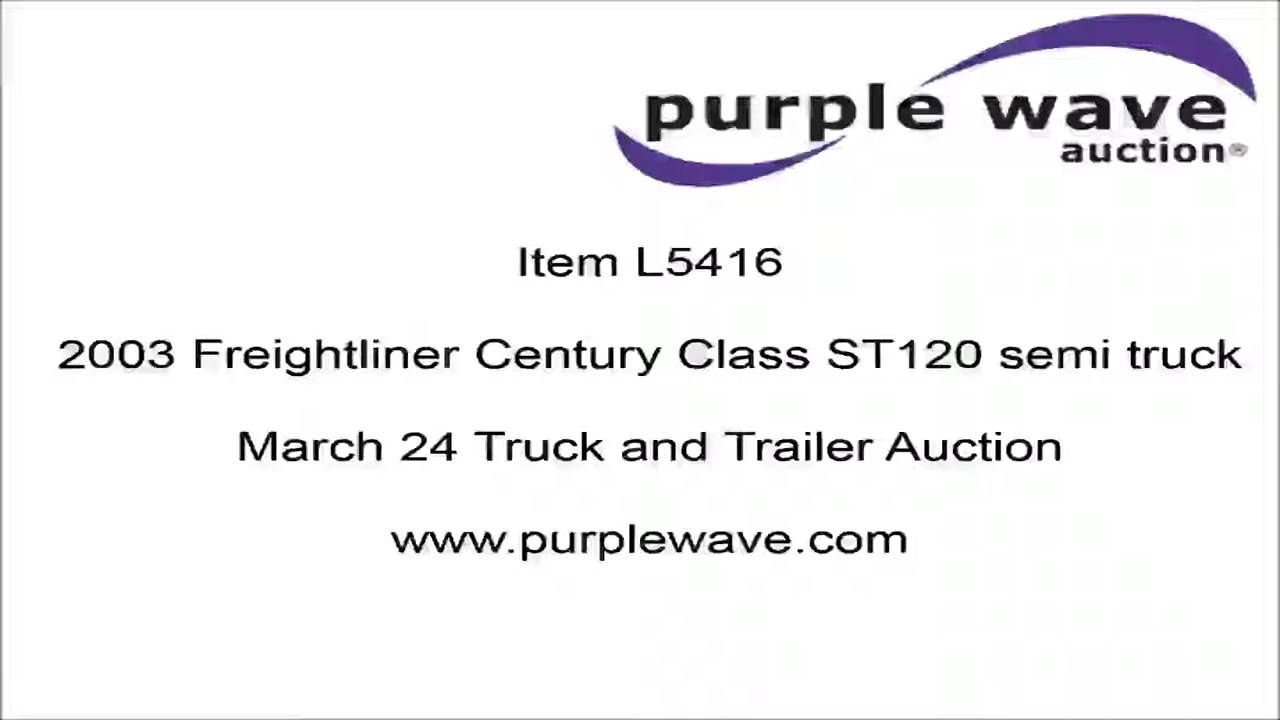 purple wave
auction®
Item L5416
2003 Freightliner Century Class ST120 semi truck
March 24 Truck and Trailer Auction
www.purplewave.com